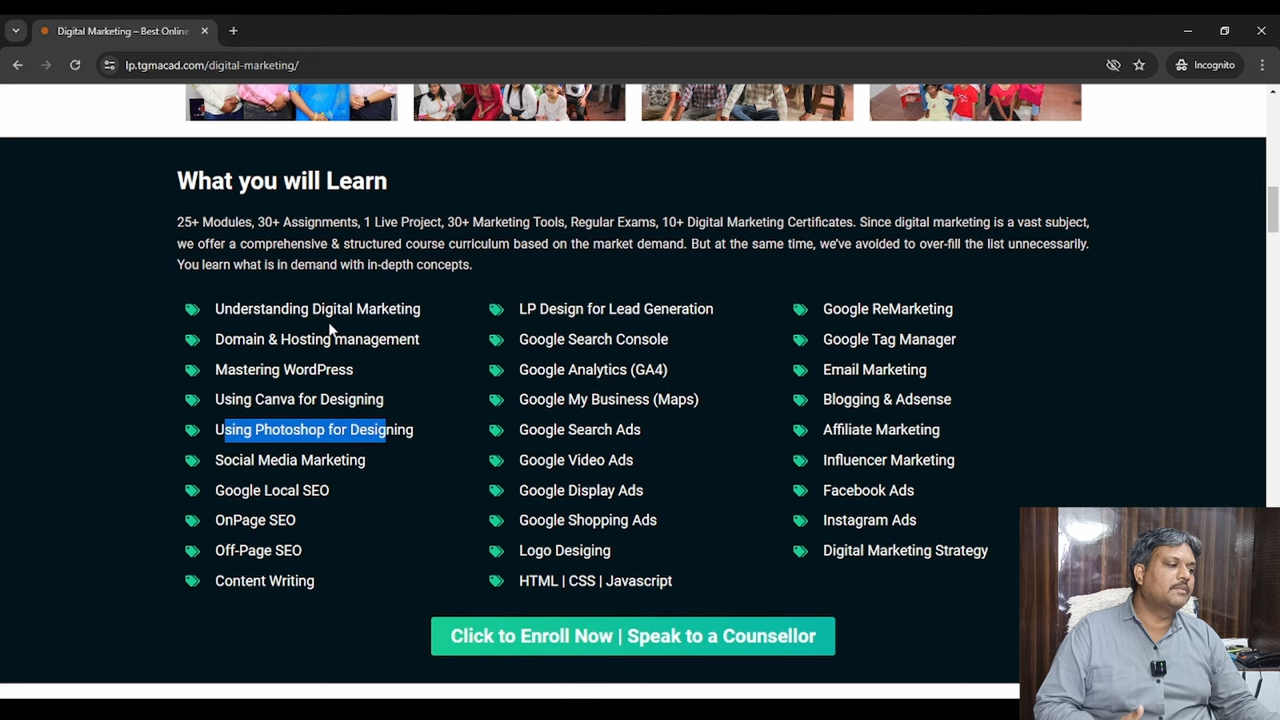 Digital Marketing – Best Online
lp.tgmacad.com/digital-marketing/
Incognito
What you will Learn
25+ Modules, 30+ Assignments, 1 Live Project, 30+ Marketing Tools, Regular Exams, 10+ Digital Marketing Certificates. Since digital marketing is a vast subject,
we offer a comprehensive & structured course curriculum based on the market demand. But at the same time, we've avoided to over-fill the list unnecessarily.
You learn what is in demand with in-depth concepts.
Understanding Digital Marketing
Domain & Hosting management
Mastering WordPress
Using Canva for Designing
Using Photoshop for Designing
Social Media Marketing
Google Local SEO
OnPage SEO
Off-Page SEO
Content Writing
LP Design for Lead Generation
Google Search Console
Google Analytics (GA4)
Google My Business (Maps)
Google Search Ads
Google Video Ads
Google Display Ads
Google Shopping Ads
Logo Desiging
HTML | CSS | Javascript
Google ReMarketing
Google Tag Manager
Email Marketing
Blogging & Adsense
Affiliate Marketing
Influencer Marketing
Facebook Ads
Instagram Ads
Digital Marketing Strategy
Click to Enroll Now | Speak to a Counsellor